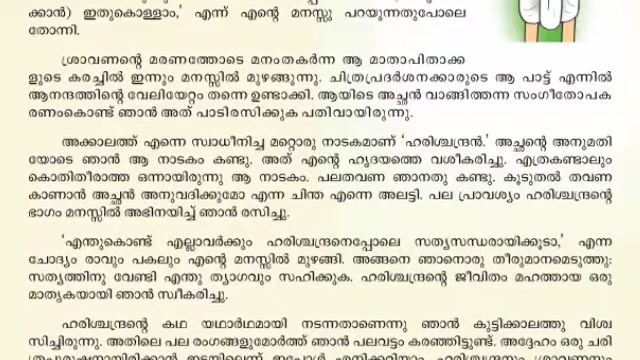 ക്കാൻ) ഇതുകൊള്ളാം,' എന്ന് എന്റെ മനസ്സു പറയുന്നതുപോലെ
തോന്നി.
ശ്രാവണന്റെ മരണത്തോടെ മനംതകർന്ന ആ മാതാപിതാക്ക
ളുടെ കരച്ചിൽ ഇന്നും മനസ്സിൽ മുഴങ്ങുന്നു. ചിത്രപ്രദർശനക്കാരുടെ ആ പാട്ട് എന്നിൽ
ആനന്ദത്തിന്റെ വേലിയേറ്റം തന്നെ ഉണ്ടാക്കി. ആയിടെ അച്ഛൻ വാങ്ങിത്തന്ന സംഗീതോപക
രണംകൊണ്ട് ഞാൻ അത് പാടിരസിക്കുക പതിവായിരുന്നു.
അക്കാലത്ത് എന്നെ സ്വാധീനിച്ച മറ്റൊരു നാടകമാണ് 'ഹരിശ്ചന്ദ്രൻ.' അച്ഛന്റെ അനുമതി
യോടെ ഞാൻ ആ നാടകം കണ്ടു. അത് എന്റെ ഹൃദയത്തെ വശീകരിച്ചു. എത്രകണ്ടാലും
കൊതിതീരാത്ത ഒന്നായിരുന്നു ആ നാടകം. പലതവണ ഞാനതു കണ്ടു. കൂടുതൽ തവണ
കാണാൻ അച്ഛൻ അനുവദിക്കുമോ എന്ന ചിന്ത എന്നെ അലട്ടി. പല പ്രാവശ്യം ഹരിശ്ചന്ദ്രന്റെ
ഭാഗം മനസ്സിൽ അഭിനയിച്ച് ഞാൻ രസിച്ചു.
'എന്തുകൊണ്ട് എല്ലാവർക്കും ഹരിശ്ചന്ദ്രനെപ്പോലെ സത്യസന്ധരായിക്കൂടാ,' എന്ന
ചോദ്യം രാവും പകലും എന്റെ മനസിൽ മുഴങ്ങി. അങ്ങനെ ഞാനൊരു തീരുമാനമെടുത്തു:
സത്യത്തിനു വേണ്ടി എന്തു ത്യാഗവും സഹിക്കുക. ഹരിശ്ചന്ദ്രന്റെ ജീവിതം മഹത്തായ ഒരു
മാതൃകയായി ഞാൻ സ്വീകരിച്ചു.
ഹരിശ്ചന്ദ്രന്റെ കഥ യഥാർഥമായി നടന്നതാണെന്നു ഞാൻ കുട്ടിക്കാലത്തു വിശ്വ
സിച്ചിരുന്നു. അതിലെ പല രംഗങ്ങളുമോർത്ത് ഞാൻ പലവട്ടം കരഞ്ഞിട്ടുണ്ട്. അദ്ദേഹം ഒരു ചരി